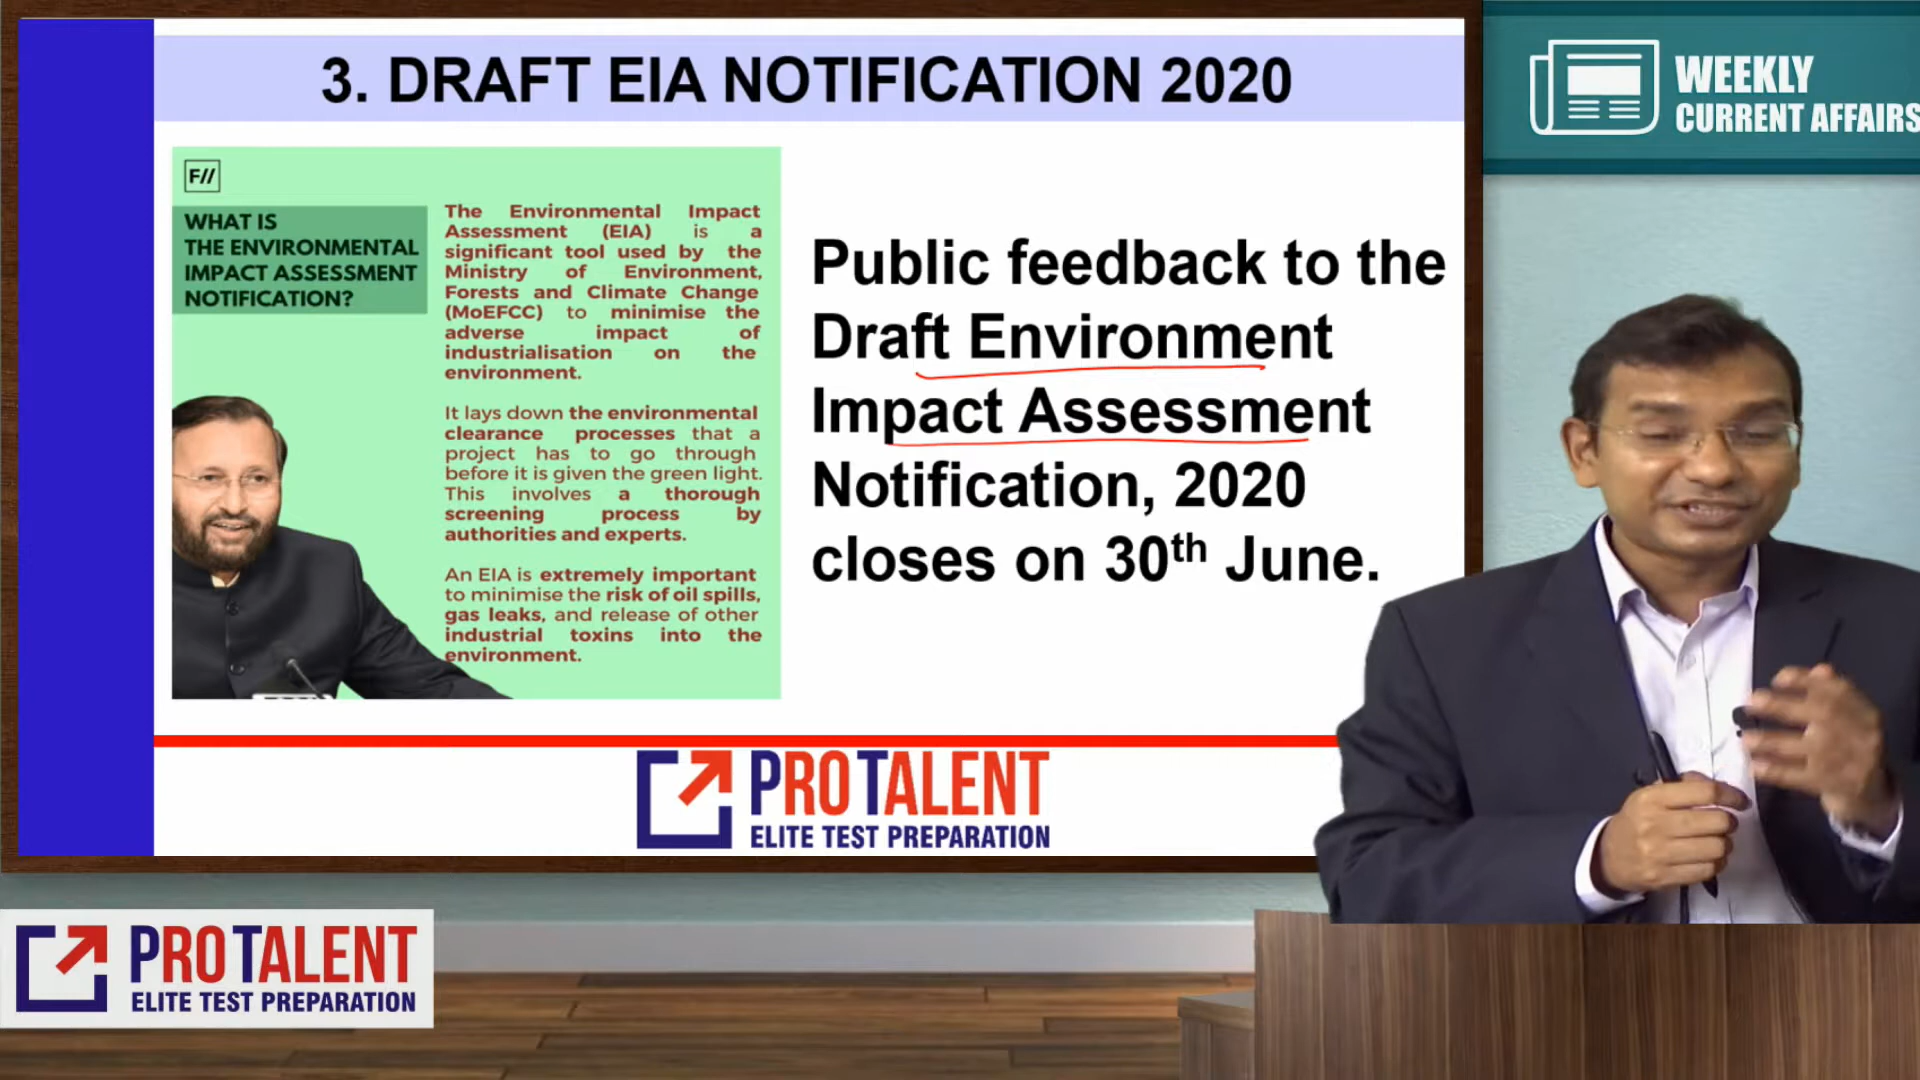 3. DRAFT EIA NOTIFICATION 2020
WEEKLY
CURRENT AFFAIRS
F//
WHAT IS
THE ENVIRONMENTAL
IMPACT ASSESSMENT
NOTIFICATION?
The Environmental Impact
Assessment (EIA) is a
significant tool used by the
Ministry of Environment,
Forests and Climate Change
(MoEFCC) to minimise the
adverse impact of
industrialisation on the
environment.
It lays down the environmental
clearance processes that a
project has to go through
before it is given the green light.
This involves a thorough
screening process by
authorities and experts.
An EIA is extremely important
to minimise the risk of oil spills,
gas leaks, and release of other
industrial toxins into the
environment.
Public feedback to the
Draft Environment
Impact Assessment
Notification, 2020
closes on 30th June.
PROTALENT
ELITE TEST PREPARATION
PROTALENT
ELITE TEST PREPARATION